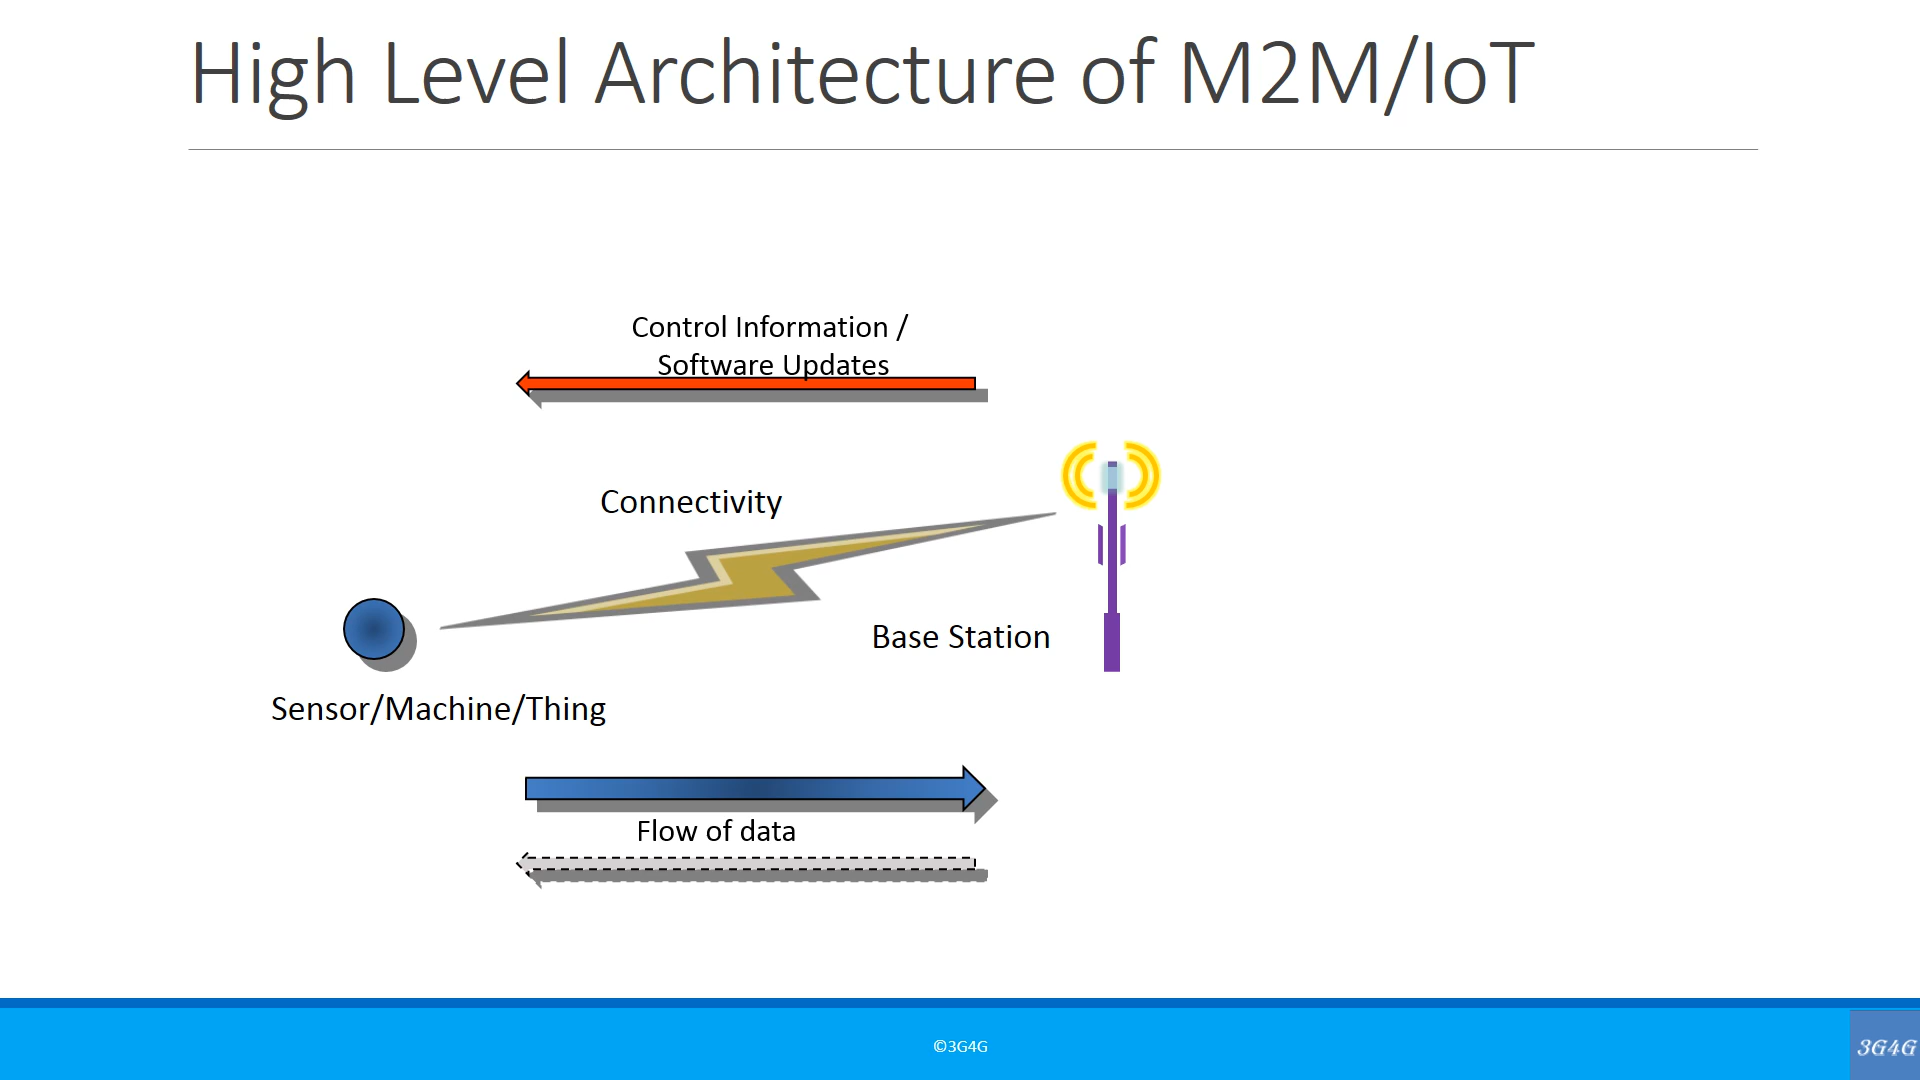 High Level Architecture of M2M/IoT
Control Information /
Software Updates
Connectivity
Base Station
Sensor/Machine/Thing
Flow of data
©3G4G
3G4G